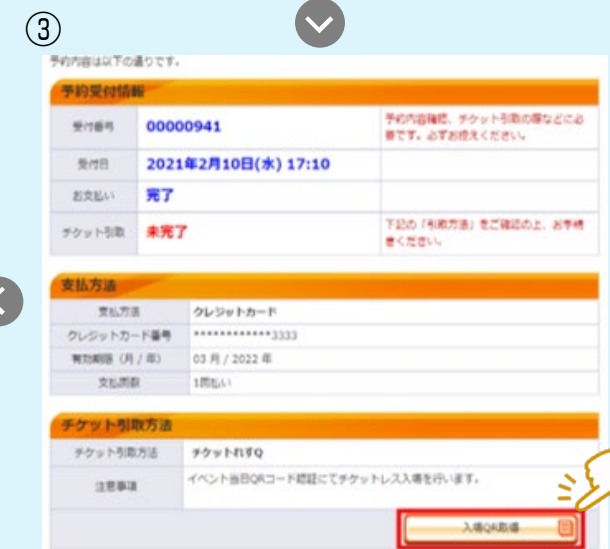 ③
予約内容は以下の通りです。
予約受付情報
受付番号 00000941 予約内容確認、チケット引取の際などに必
要です。必ずお控えください。
受付日 2021年2月10日(水) 17:10
お支払い 完了
チケット引取 未完了 下記の「引取方法」をご確認の上、お手続
きください。
支払方法
支払方法 クレジットカード
クレジットカード番号 ************3333
有効期限（月 / 年） 03 月 / 2022 年
支払回数 1回払い
チケット引取方法
チケット引取方法 チケットれすQ
注意事項 イベント当日QRコード認証にてチケットレス入場を行います。
入場QR取得